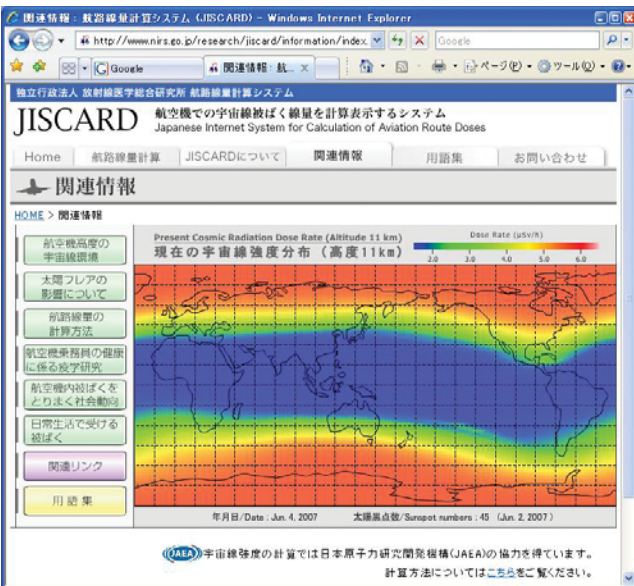 関連情報：航路線量計算システム (JISCARD) - Windows Internet Explorer
http://www.nirs.go.jp/research/jiscard/information/index.
Google
Google
関連情報：航...
ページ(P)
ツール(O)
独立行政法人 放射線医学総合研究所 航路線量計算システム
JISCARD
航空機での宇宙線被ばく線量を計算表示するシステム
Japanese Internet System for Calculation of Aviation Route Doses
Home
航路線量計算
JISCARDについて
関連情報
用語集
お問い合わせ
関連情報
HOME > 関連情報
航空機高度の
宇宙線環境
太陽フレアの
影響について
航路線量の
計算方法
航空機乗務員の健康
に係る疫学研究
航空機内被ばくを
とりまく社会動向
日常生活で受ける
被ばく
関連リンク
用語集
Present Cosmic Radiation Dose Rate (Altitude 11 km)
現在の宇宙線強度分布（高度11km）
Dose Rate (μSv/h)
2.0 3.0 4.0 5.0 6.0
年月日/Date : Jun. 4, 2007 太陽黒点数/Sunspot numbers : 45 (Jun. 2, 2007)
JAEA 宇宙線強度の計算では日本原子力研究開発機構(JAEA)の協力を得ています。
計算方法についてはこちらをご覧ください。